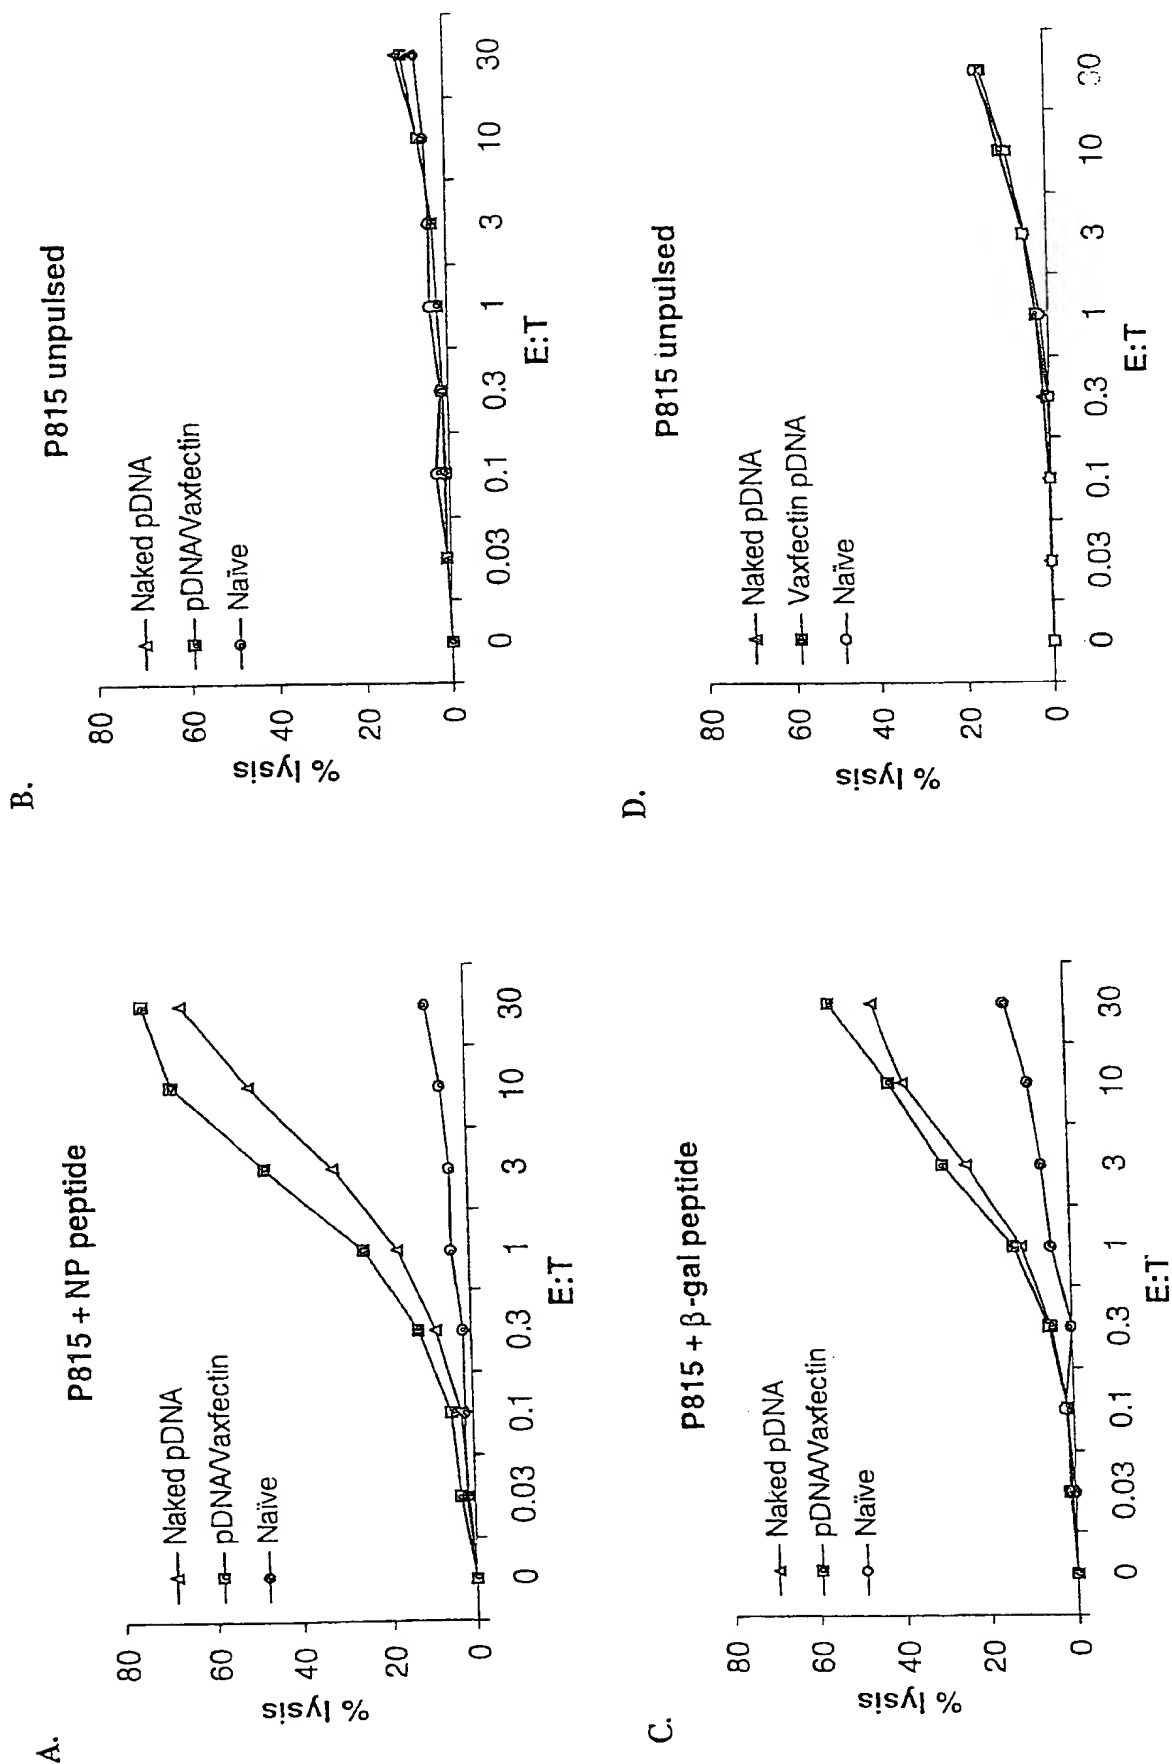 A.
P815 + NP peptide
Naked pDNA
pDNA/Vaxfectin
Naïve
% lysis
80
60
40
20
0
0 0.03 0.1 0.3 1 3 10 30
E:T
B.
P815 unpulsed
Naked pDNA
pDNA/Vaxfectin
Naïve
% lysis
80
60
40
20
0
0 0.03 0.1 0.3 1 3 10 30
E:T
C.
P815 + β-gal peptide
Naked pDNA
pDNA/Vaxfectin
Naïve
% lysis
80
60
40
20
0
0 0.03 0.1 0.3 1 3 10 30
E:T
D.
P815 unpulsed
Naked pDNA
Vaxfectin pDNA
Naïve
% lysis
80
60
40
20
0
0 0.03 0.1 0.3 1 3 10 30
E:T